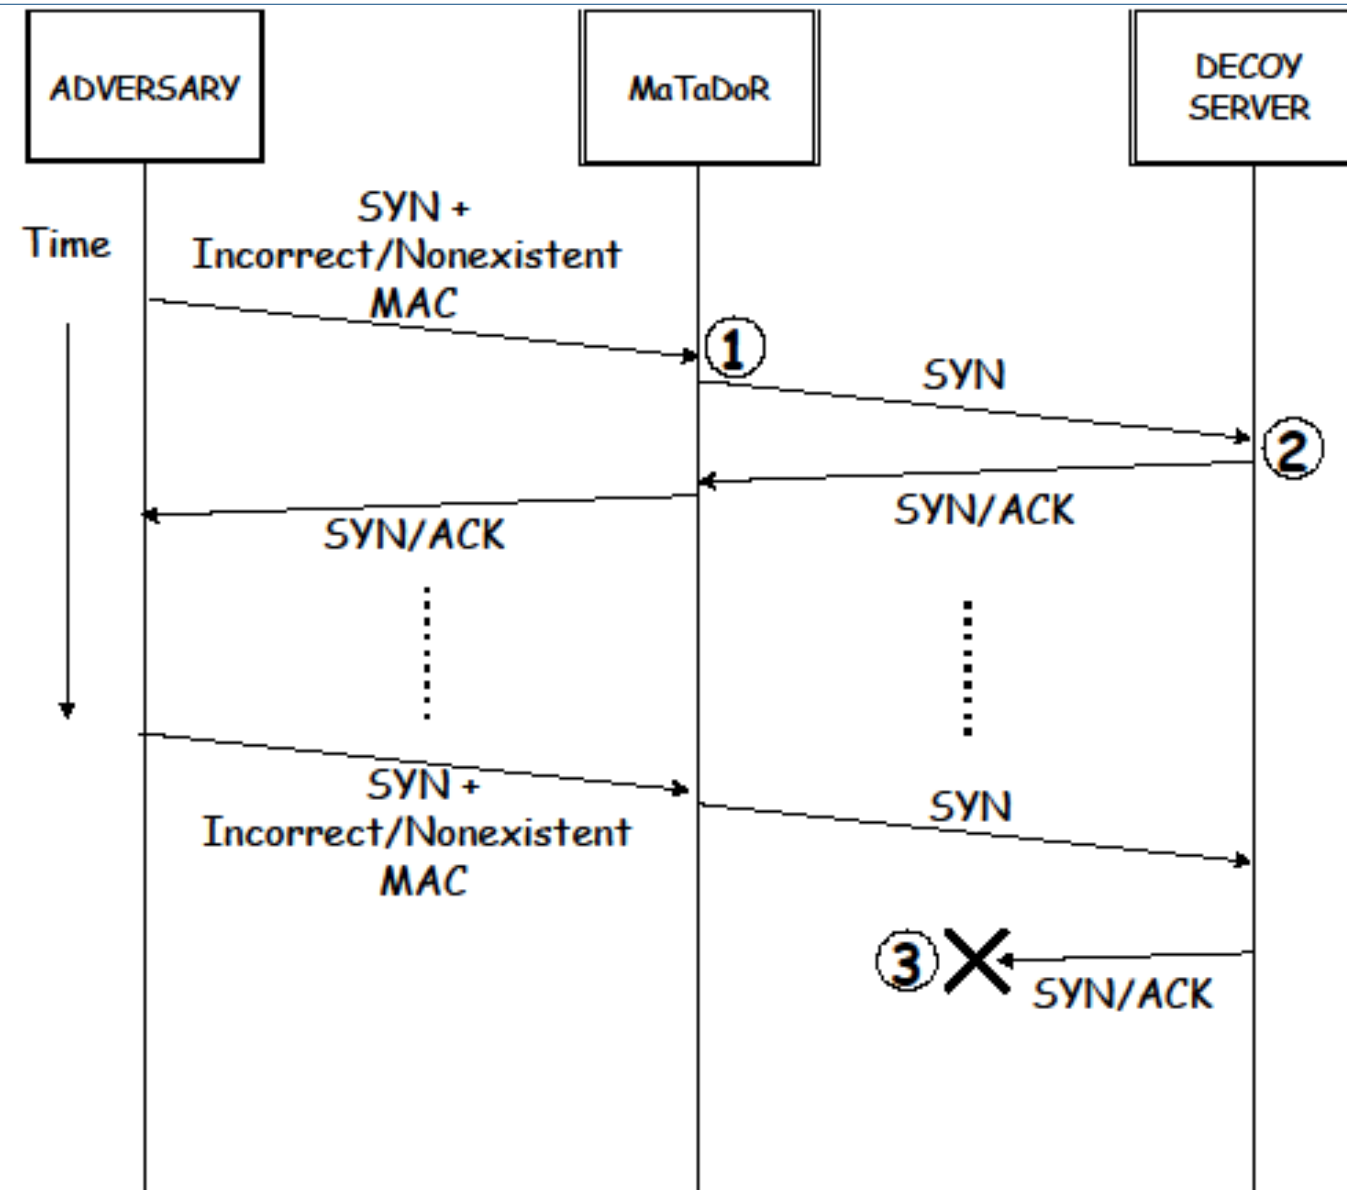 ADVERSARY
MaTaDoR
DECOY
SERVER
Time
SYN +
Incorrect/Nonexistent
MAC
1
SYN
2
SYN/ACK
SYN/ACK
SYN +
Incorrect/Nonexistent
MAC
SYN
3
SYN/ACK